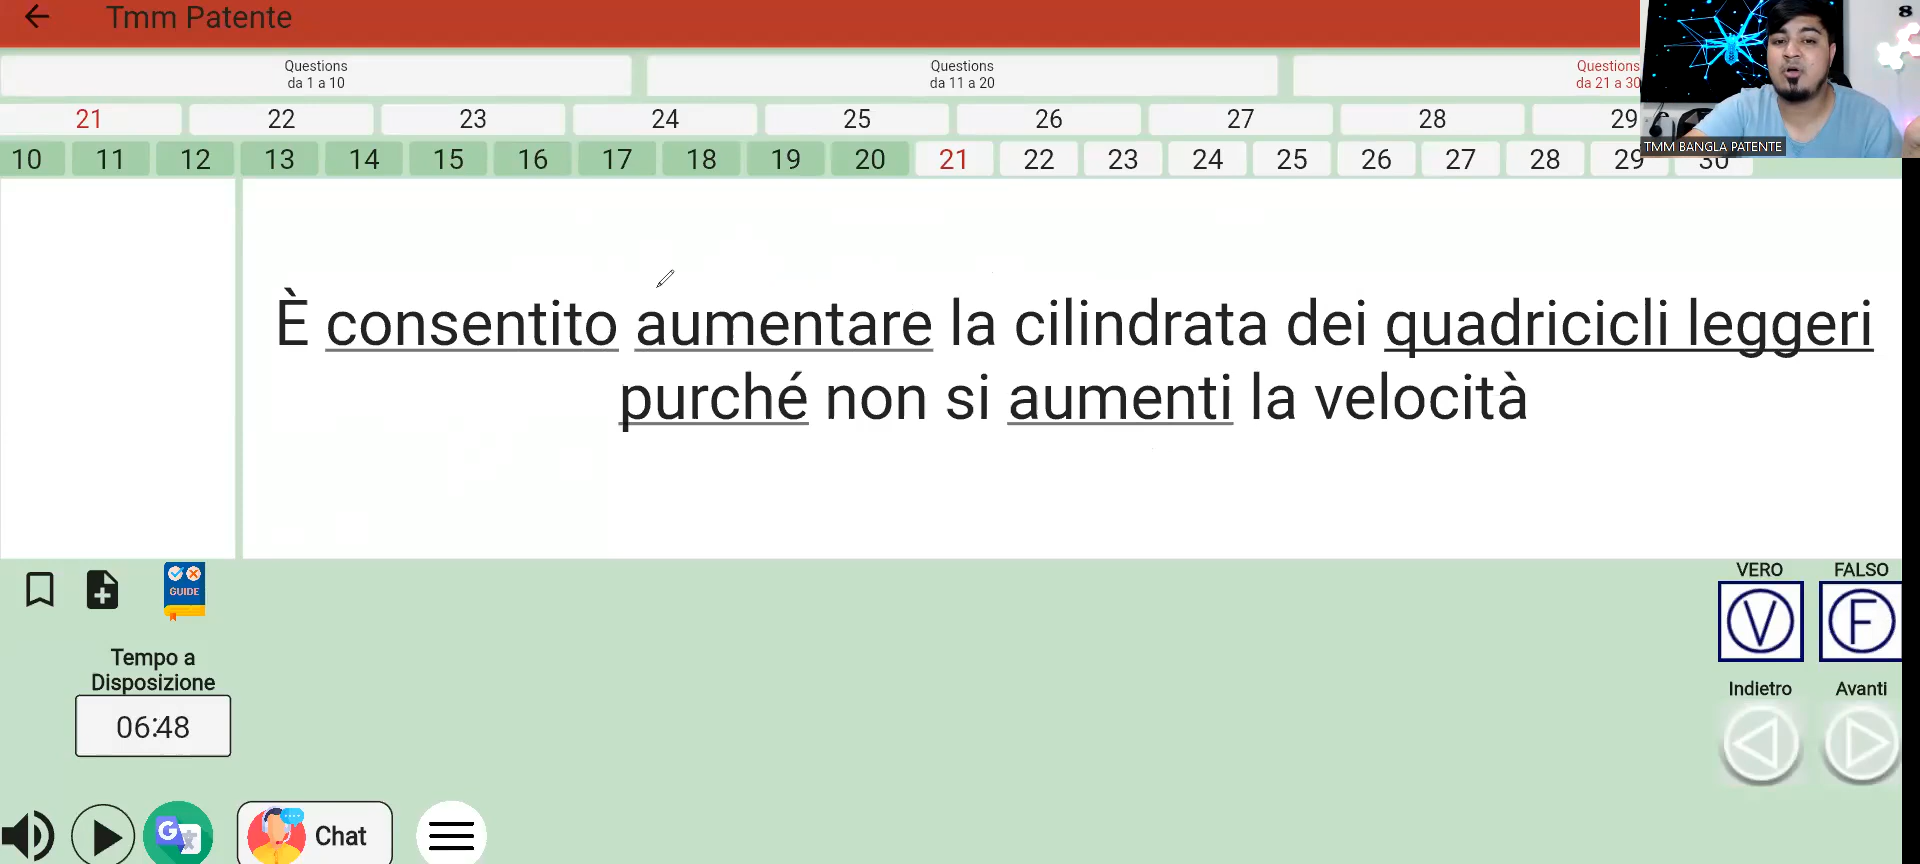 Tmm Patente
8
Questions
da 1 a 10
Questions
da 11 a 20
Questions
da 21 a 30
21 22 23 24 25 26 27 28 29
10 11 12 13 14 15 16 17 18 19 20 21 22 23 24 25 26 27 28 29 30
TMM BANGLA PATENTE
È consentito aumentare la cilindrata dei quadricicli leggeri
purché non si aumenti la velocità
GUIDE
VERO FALSO
V F
Tempo a
Disposizione
06:48
Indietro Avanti
G
Chat